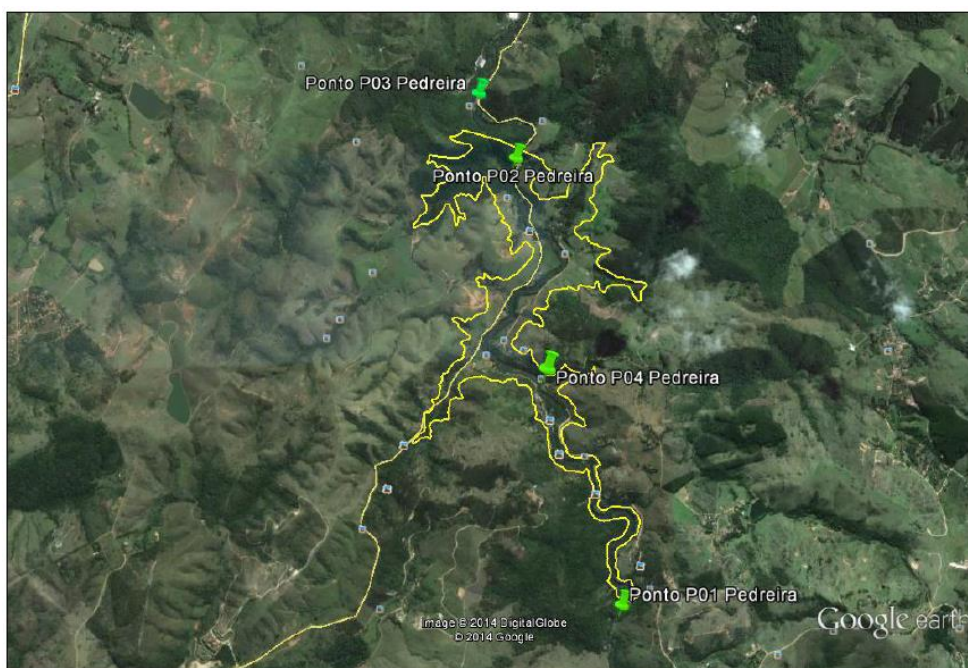 Ponto P03 Pedreira
Ponto P02 Pedreira
Ponto P04 Pedreira
Ponto P01 Pedreira
Image © 2014 DigitalGlobe
© 2014 Google
Google earth